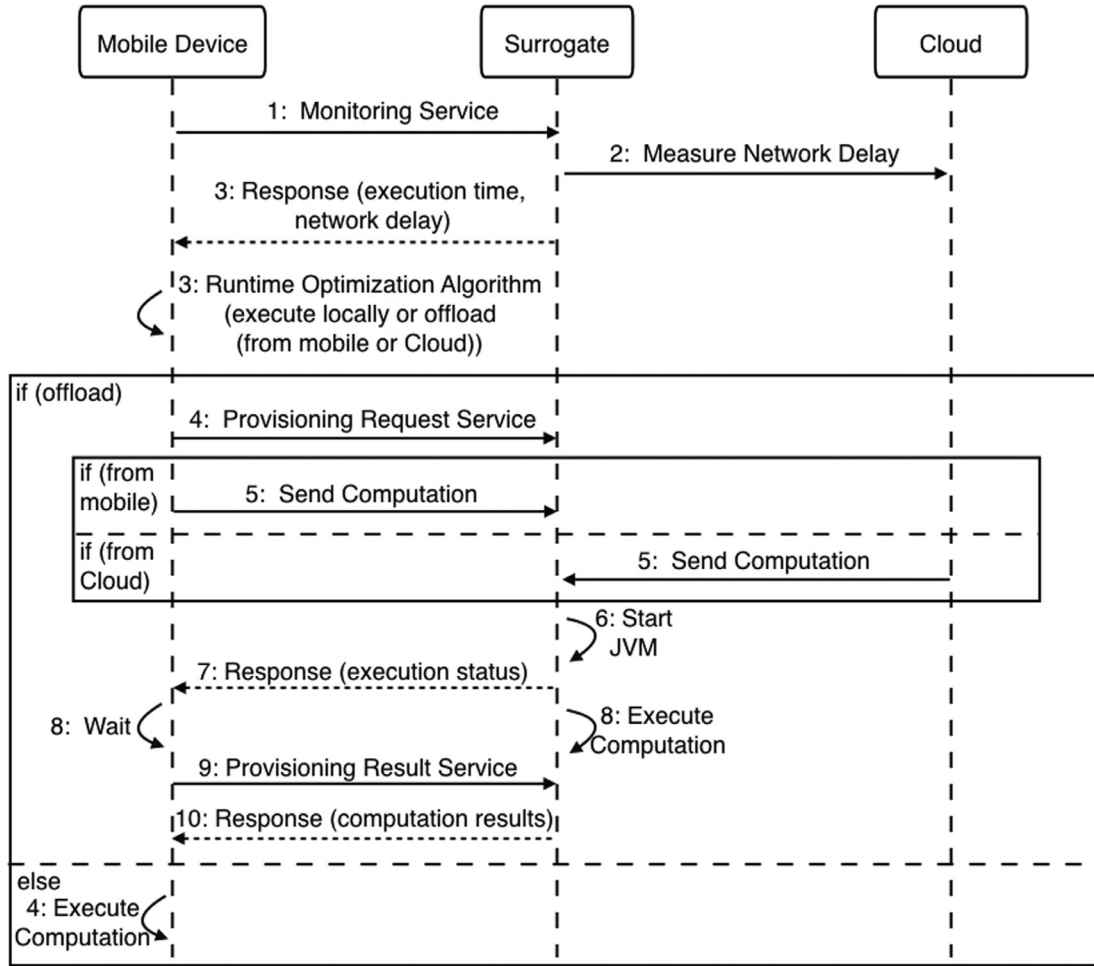 Mobile Device
Surrogate
Cloud
1: Monitoring Service
2: Measure Network Delay
3: Response (execution time,
network delay)
3: Runtime Optimization Algorithm
(execute locally or offload
(from mobile or Cloud))
if (offload)
4: Provisioning Request Service
if (from
mobile)
5: Send Computation
if (from
Cloud)
5: Send Computation
6: Start
JVM
7: Response (execution status)
8: Wait
8: Execute
Computation
9: Provisioning Result Service
10: Response (computation results)
else
4: Execute
Computation